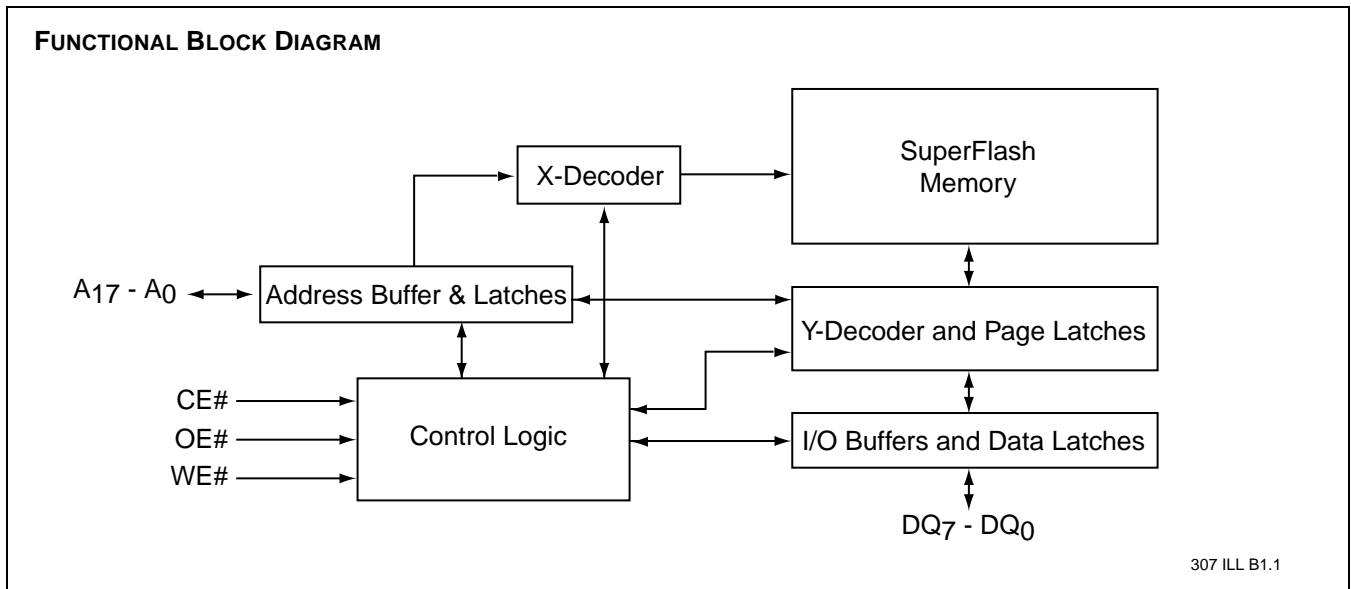 FUNCTIONAL BLOCK DIAGRAM
SuperFlash
Memory
X-Decoder
A17 - A0
Address Buffer & Latches
Y-Decoder and Page Latches
CE#
OE#
WE#
Control Logic
I/O Buffers and Data Latches
DQ7 - DQ0
307 ILL B1.1